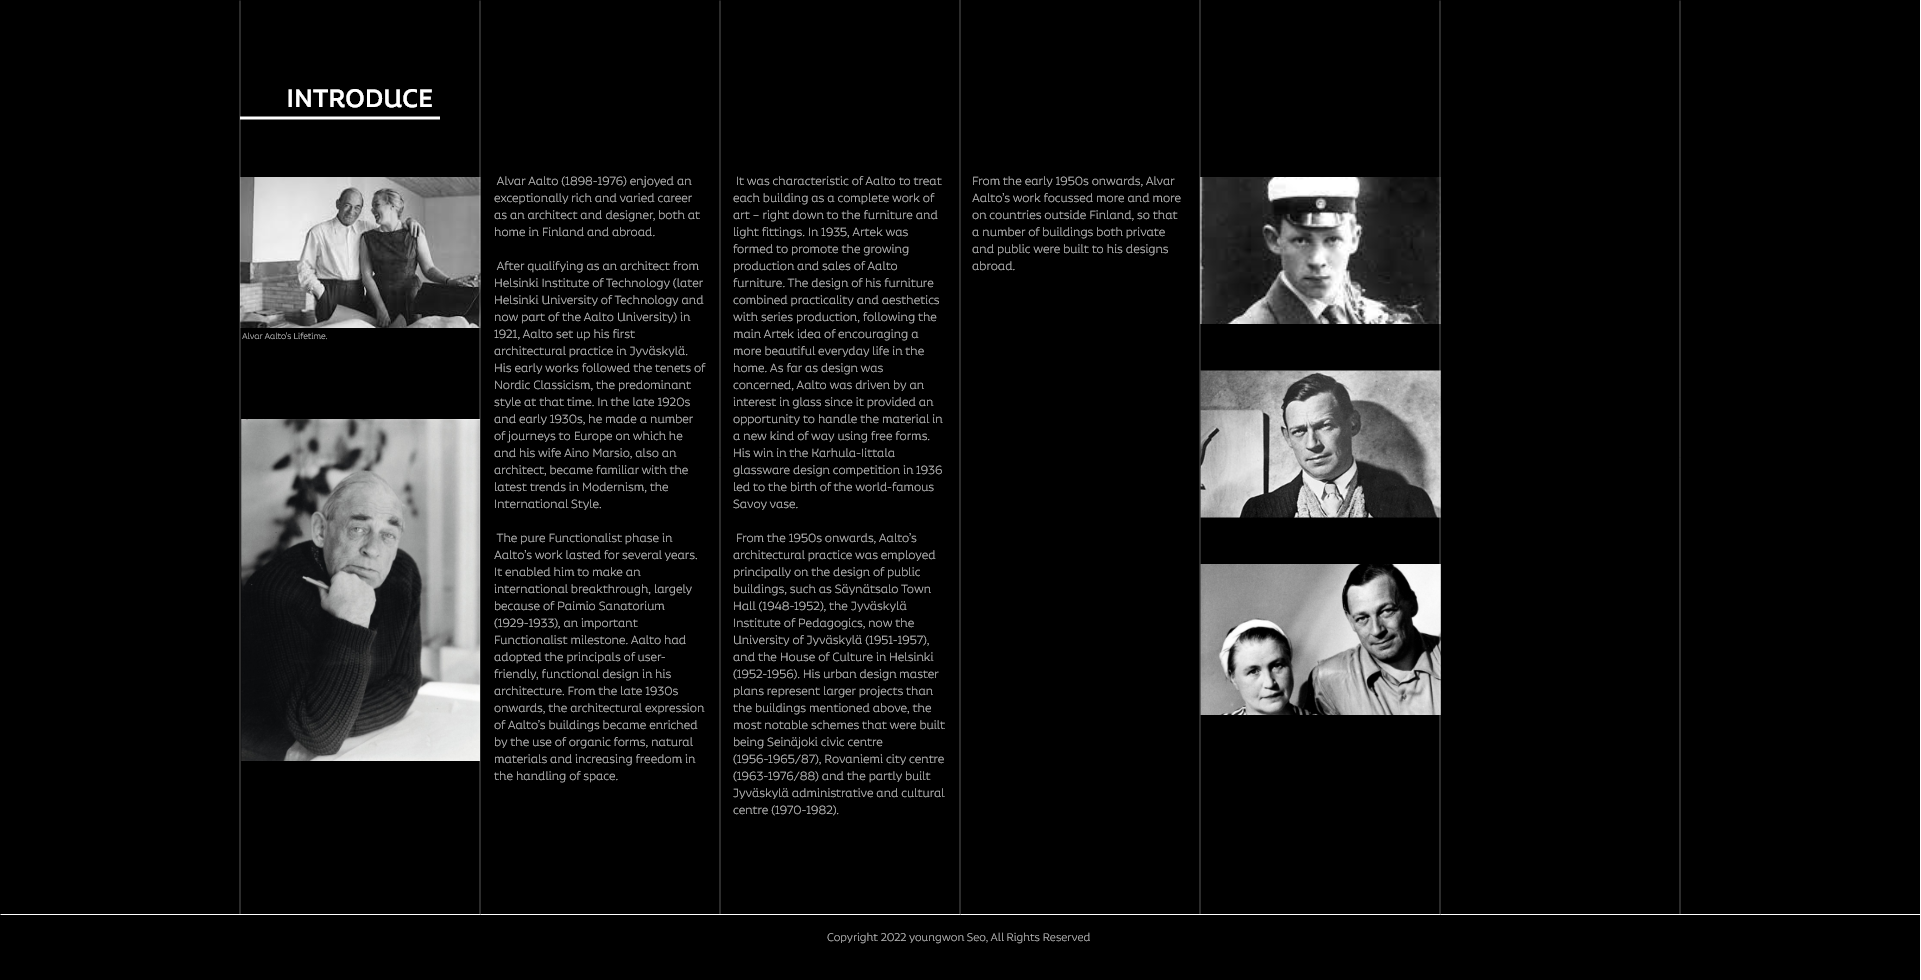 INTRODUCE
Alvar Aalto's Lifetime.
Alvar Aalto (1898-1976) enjoyed an
exceptionally rich and varied career
as an architect and designer, both at
home in Finland and abroad.
After qualifying as an architect from
Helsinki Institute of Technology (later
Helsinki University of Technology and
now part of the Aalto University) in
1921, Aalto set up his first
architectural practice in Jyväskylä.
His early works followed the tenets of
Nordic Classicism, the predominant
style at that time. In the late 1920s
and early 1930s, he made a number
of journeys to Europe on which he
and his wife Aino Marsio, also an
architect, became familiar with the
latest trends in Modernism, the
International Style.
The pure Functionalist phase in
Aalto's work lasted for several years.
It enabled him to make an
international breakthrough, largely
because of Paimio Sanatorium
(1929-1933), an important
Functionalist milestone. Aalto had
adopted the principals of user-
friendly, functional design in his
architecture. From the late 1930s
onwards, the architectural expression
of Aalto's buildings became enriched
by the use of organic forms, natural
materials and increasing freedom in
the handling of space.
It was characteristic of Aalto to treat
each building as a complete work of
art – right down to the furniture and
light fittings. In 1935, Artek was
formed to promote the growing
production and sales of Aalto
furniture. The design of his furniture
combined practicality and aesthetics
with series production, following the
main Artek idea of encouraging a
more beautiful everyday life in the
home. As far as design was
concerned, Aalto was driven by an
interest in glass since it provided an
opportunity to handle the material in
a new kind of way using free forms.
His win in the Karhula-Iittala
glassware design competition in 1936
led to the birth of the world-famous
Savoy vase.
From the 1950s onwards, Aalto's
architectural practice was employed
principally on the design of public
buildings, such as Säynätsalo Town
Hall (1948-1952), the Jyväskylä
Institute of Pedagogics, now the
University of Jyväskylä (1951-1957),
and the House of Culture in Helsinki
(1952-1956). His urban design master
plans represent larger projects than
the buildings mentioned above, the
most notable schemes that were built
being Seinäjoki civic centre
(1956-1965/87), Rovaniemi city centre
(1963-1976/88) and the partly built
Jyväskylä administrative and cultural
centre (1970-1982).
From the early 1950s onwards, Alvar
Aalto's work focussed more and more
on countries outside Finland, so that
a number of buildings both private
and public were built to his designs
abroad.
Copyright 2022 youngwon Seo, All Rights Reserved